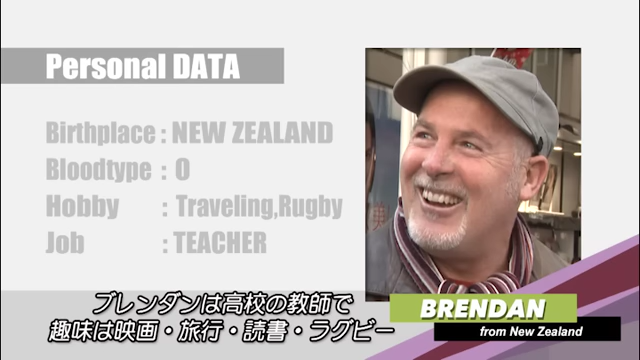 Personal DATA
Birthplace : NEW ZEALAND
Bloodtype : O
Hobby : Traveling,Rugby
Job : TEACHER
ブレンダンは高校の教師で
趣味は映画・旅行・読書・ラグビー
BRENDAN
from New Zealand